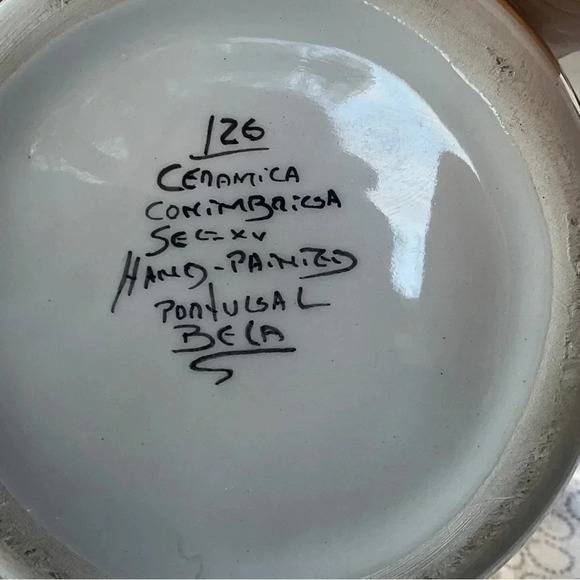 126
CERAMICA
CONIMBRIGA
SEC-XV
HAND-PAINTED
PORTUGAL
BELA